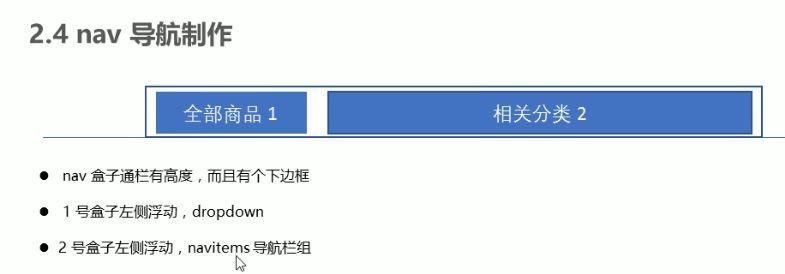 2.4 nav 导航制作
全部商品 1
相关分类 2
● nav 盒子通栏有高度，而且有个下边框
● 1 号盒子左侧浮动，dropdown
● 2 号盒子左侧浮动，navitems 导航栏组